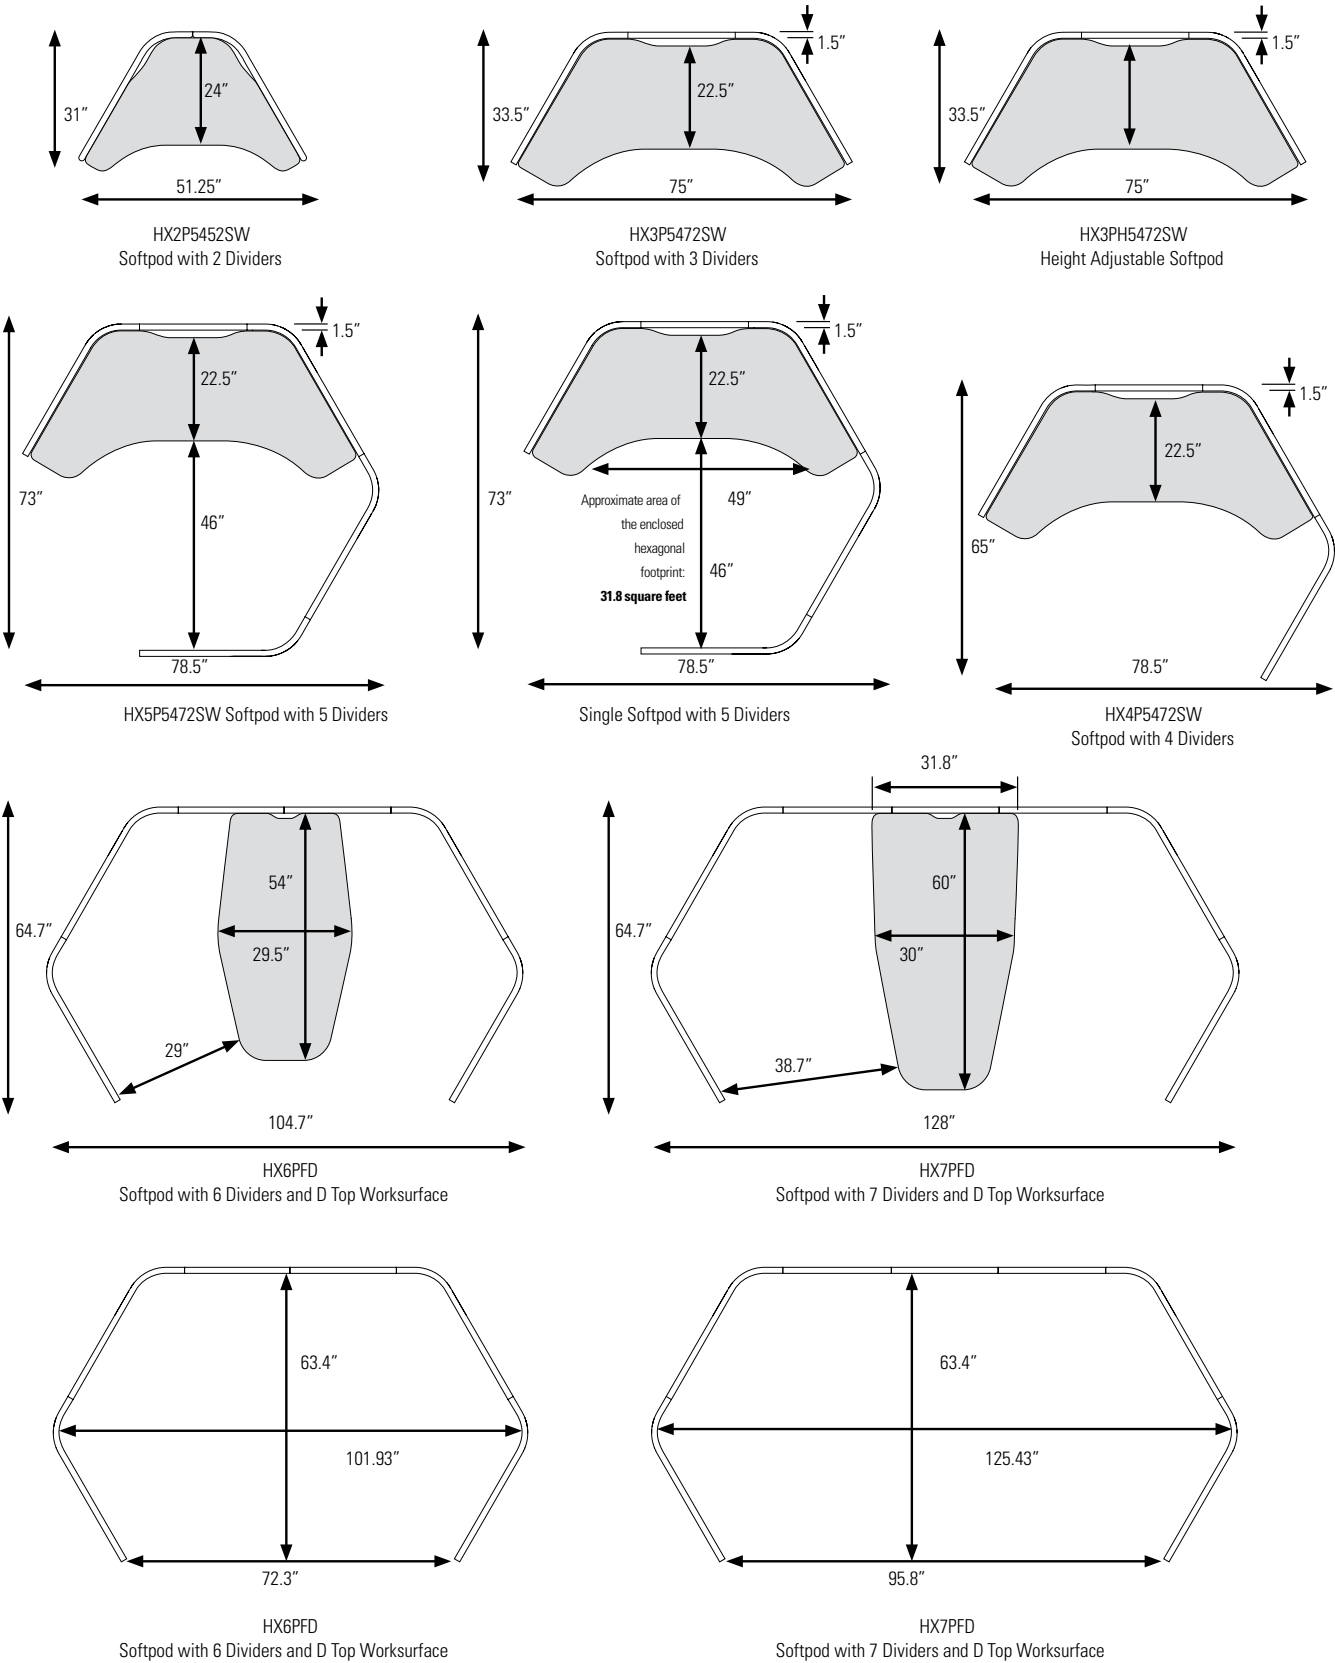 31”
24”
51.25”
HX2P5452SW
Softpod with 2 Dividers
1.5”
33.5”
22.5”
75”
HX3P5472SW
Softpod with 3 Dividers
1.5”
33.5”
75”
HX3PH5472SW
Height Adjustable Softpod
1.5”
22.5”
73”
46”
78.5”
HX5P5472SW Softpod with 5 Dividers
1.5”
22.5”
73”
49”
Approximate area of
the enclosed
hexagonal
footprint:
31.8 square feet
46”
78.5”
Single Softpod with 5 Dividers
1.5”
22.5”
65”
78.5”
HX4P5472SW
Softpod with 4 Dividers
54”
64.7”
29.5”
29”
104.7”
HX6PFD
Softpod with 6 Dividers and D Top Worksurface
31.8”
60”
64.7”
30”
38.7”
128”
HX7PFD
Softpod with 7 Dividers and D Top Worksurface
63.4”
101.93”
72.3”
HX6PFD
Softpod with 6 Dividers and D Top Worksurface
63.4”
125.43”
95.8”
HX7PFD
Softpod with 7 Dividers and D Top Worksurface